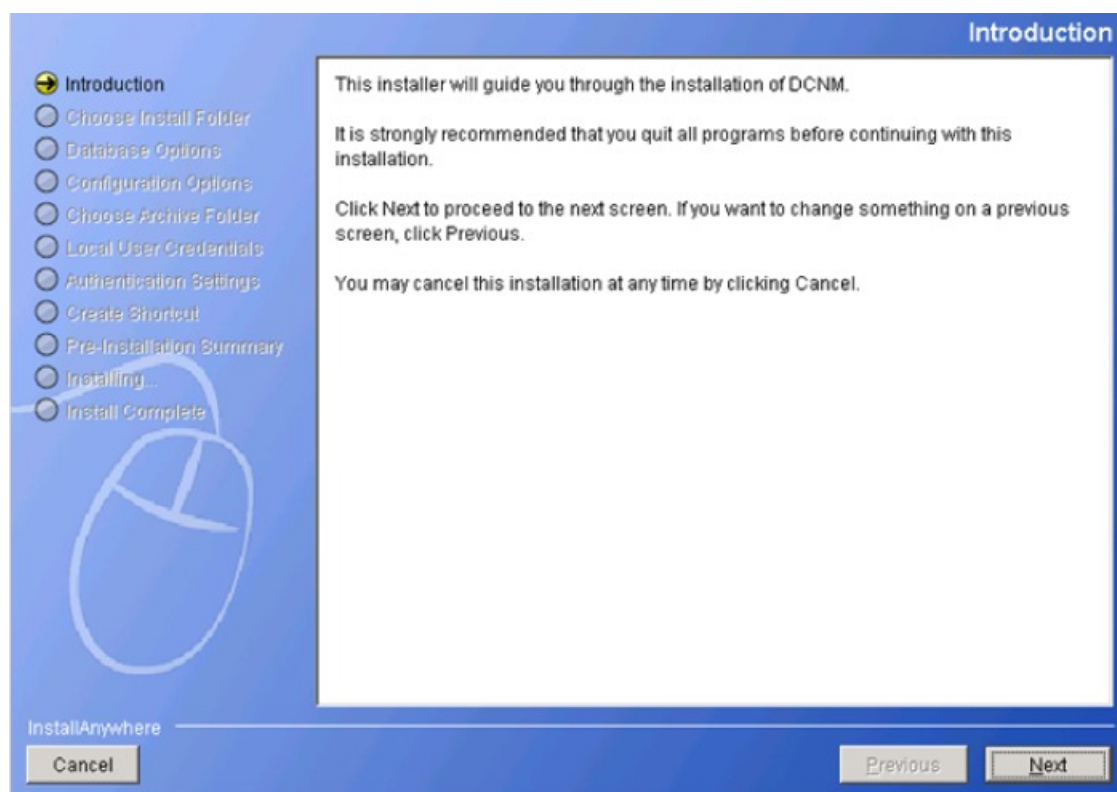 Introduction
Introduction
Choose Install Folder
Database Options
Configuration Options
Choose Archive Folder
Local User Credentials
Authentication Settings
Create Shortcut
Pre-Installation Summary
Installing...
Install Complete
This installer will guide you through the installation of DCNM.
It is strongly recommended that you quit all programs before continuing with this
installation.
Click Next to proceed to the next screen. If you want to change something on a previous
screen, click Previous.
You may cancel this installation at any time by clicking Cancel.
InstallAnywhere
Cancel
Previous
Next